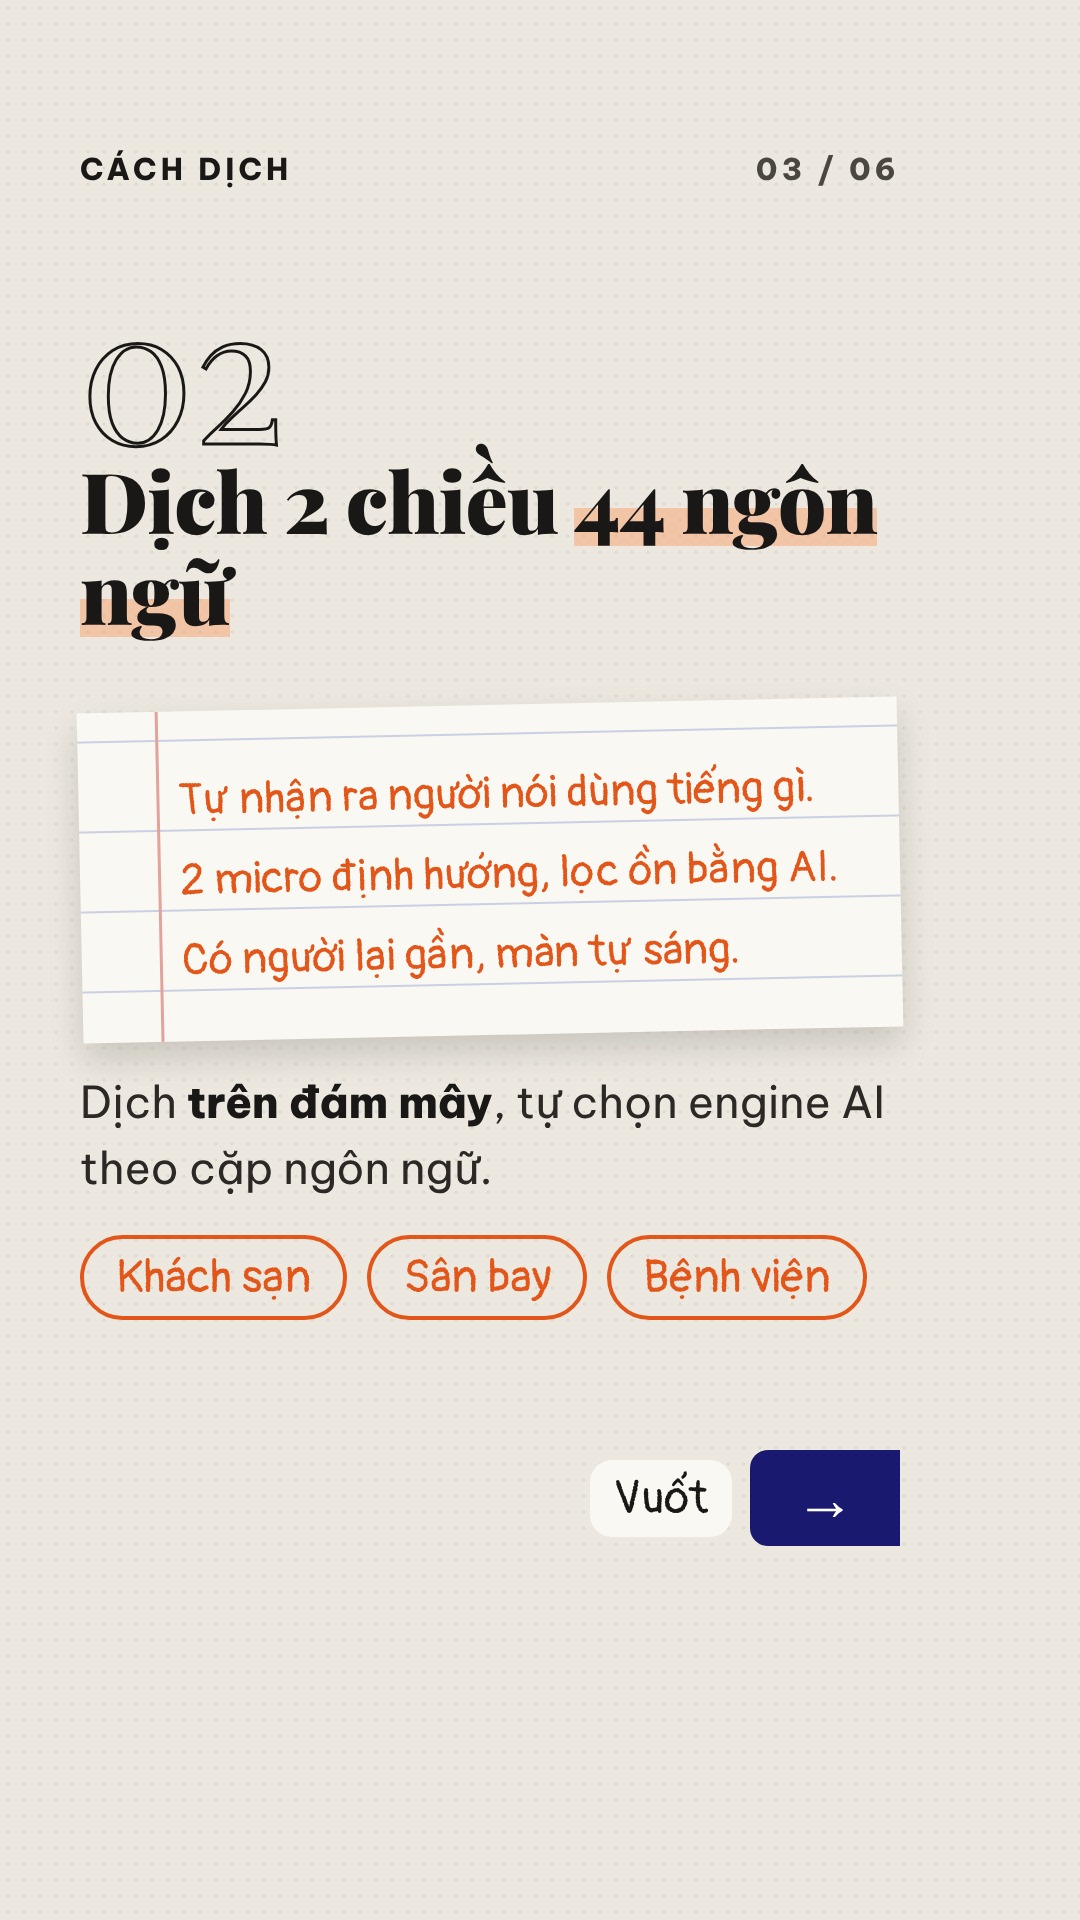 CÁCH DỊCH
03 / 06
02
Dịch 2 chiều 44 ngôn
ngữ
Tự nhận ra người nói dùng tiếng gì.
2 micro định hướng, lọc ồn bằng AI.
Có người lại gần, màn tự sáng.
Dịch trên đám mây, tự chọn engine AI
theo cặp ngôn ngữ.
Khách sạn
Sân bay
Bệnh viện
Vuốt →